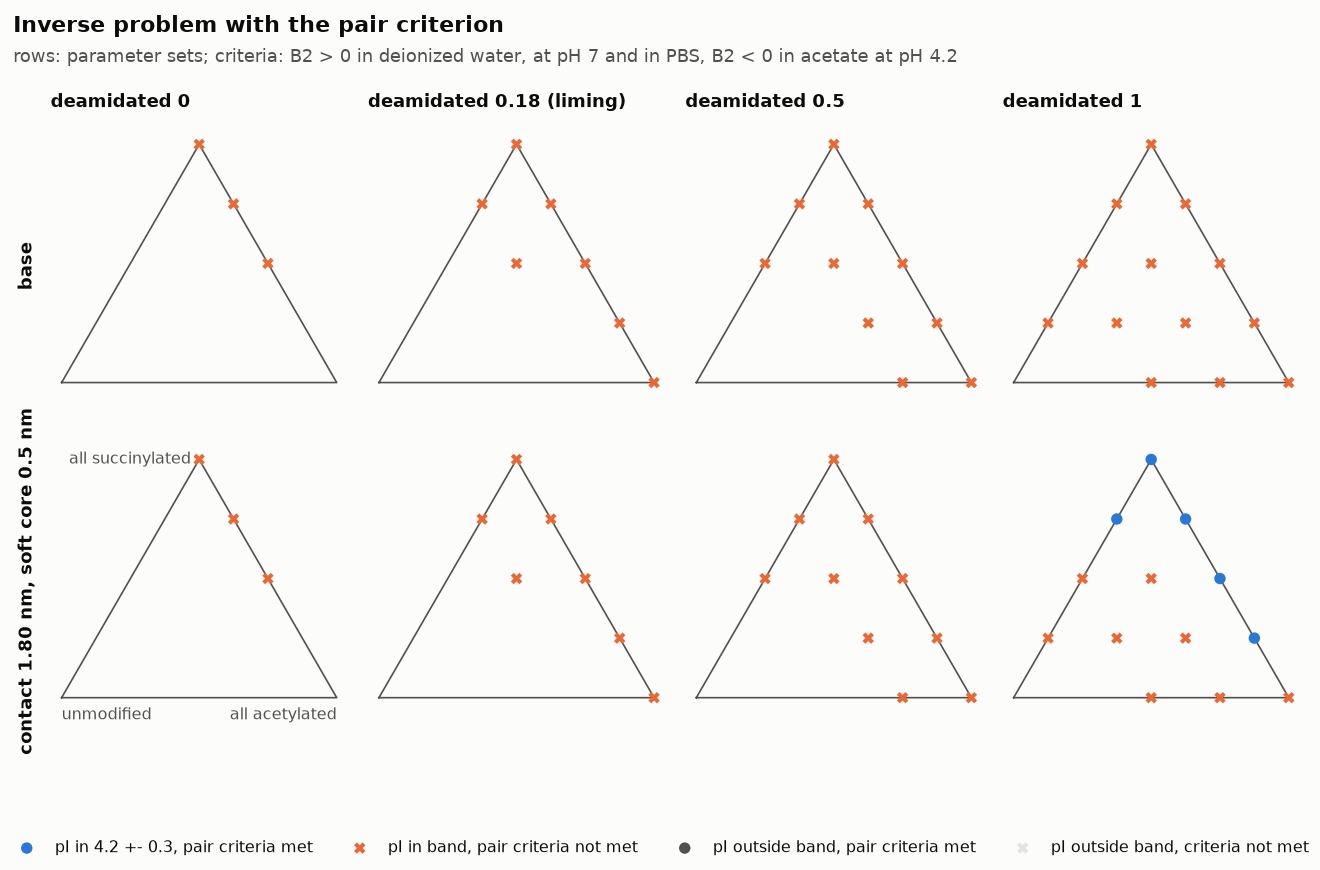 Inverse problem with the pair criterion
rows: parameter sets; criteria: B2 > 0 in deionized water, at pH 7 and in PBS, B2 < 0 in acetate at pH 4.2
deamidated 0
deamidated 0.18 (liming)
deamidated 0.5
deamidated 1
base
contact 1.80 nm, soft core 0.5 nm
all succinylated
unmodified
all acetylated
pI in 4.2 +- 0.3, pair criteria met
pI in band, pair criteria not met
pI outside band, pair criteria met
pI outside band, criteria not met